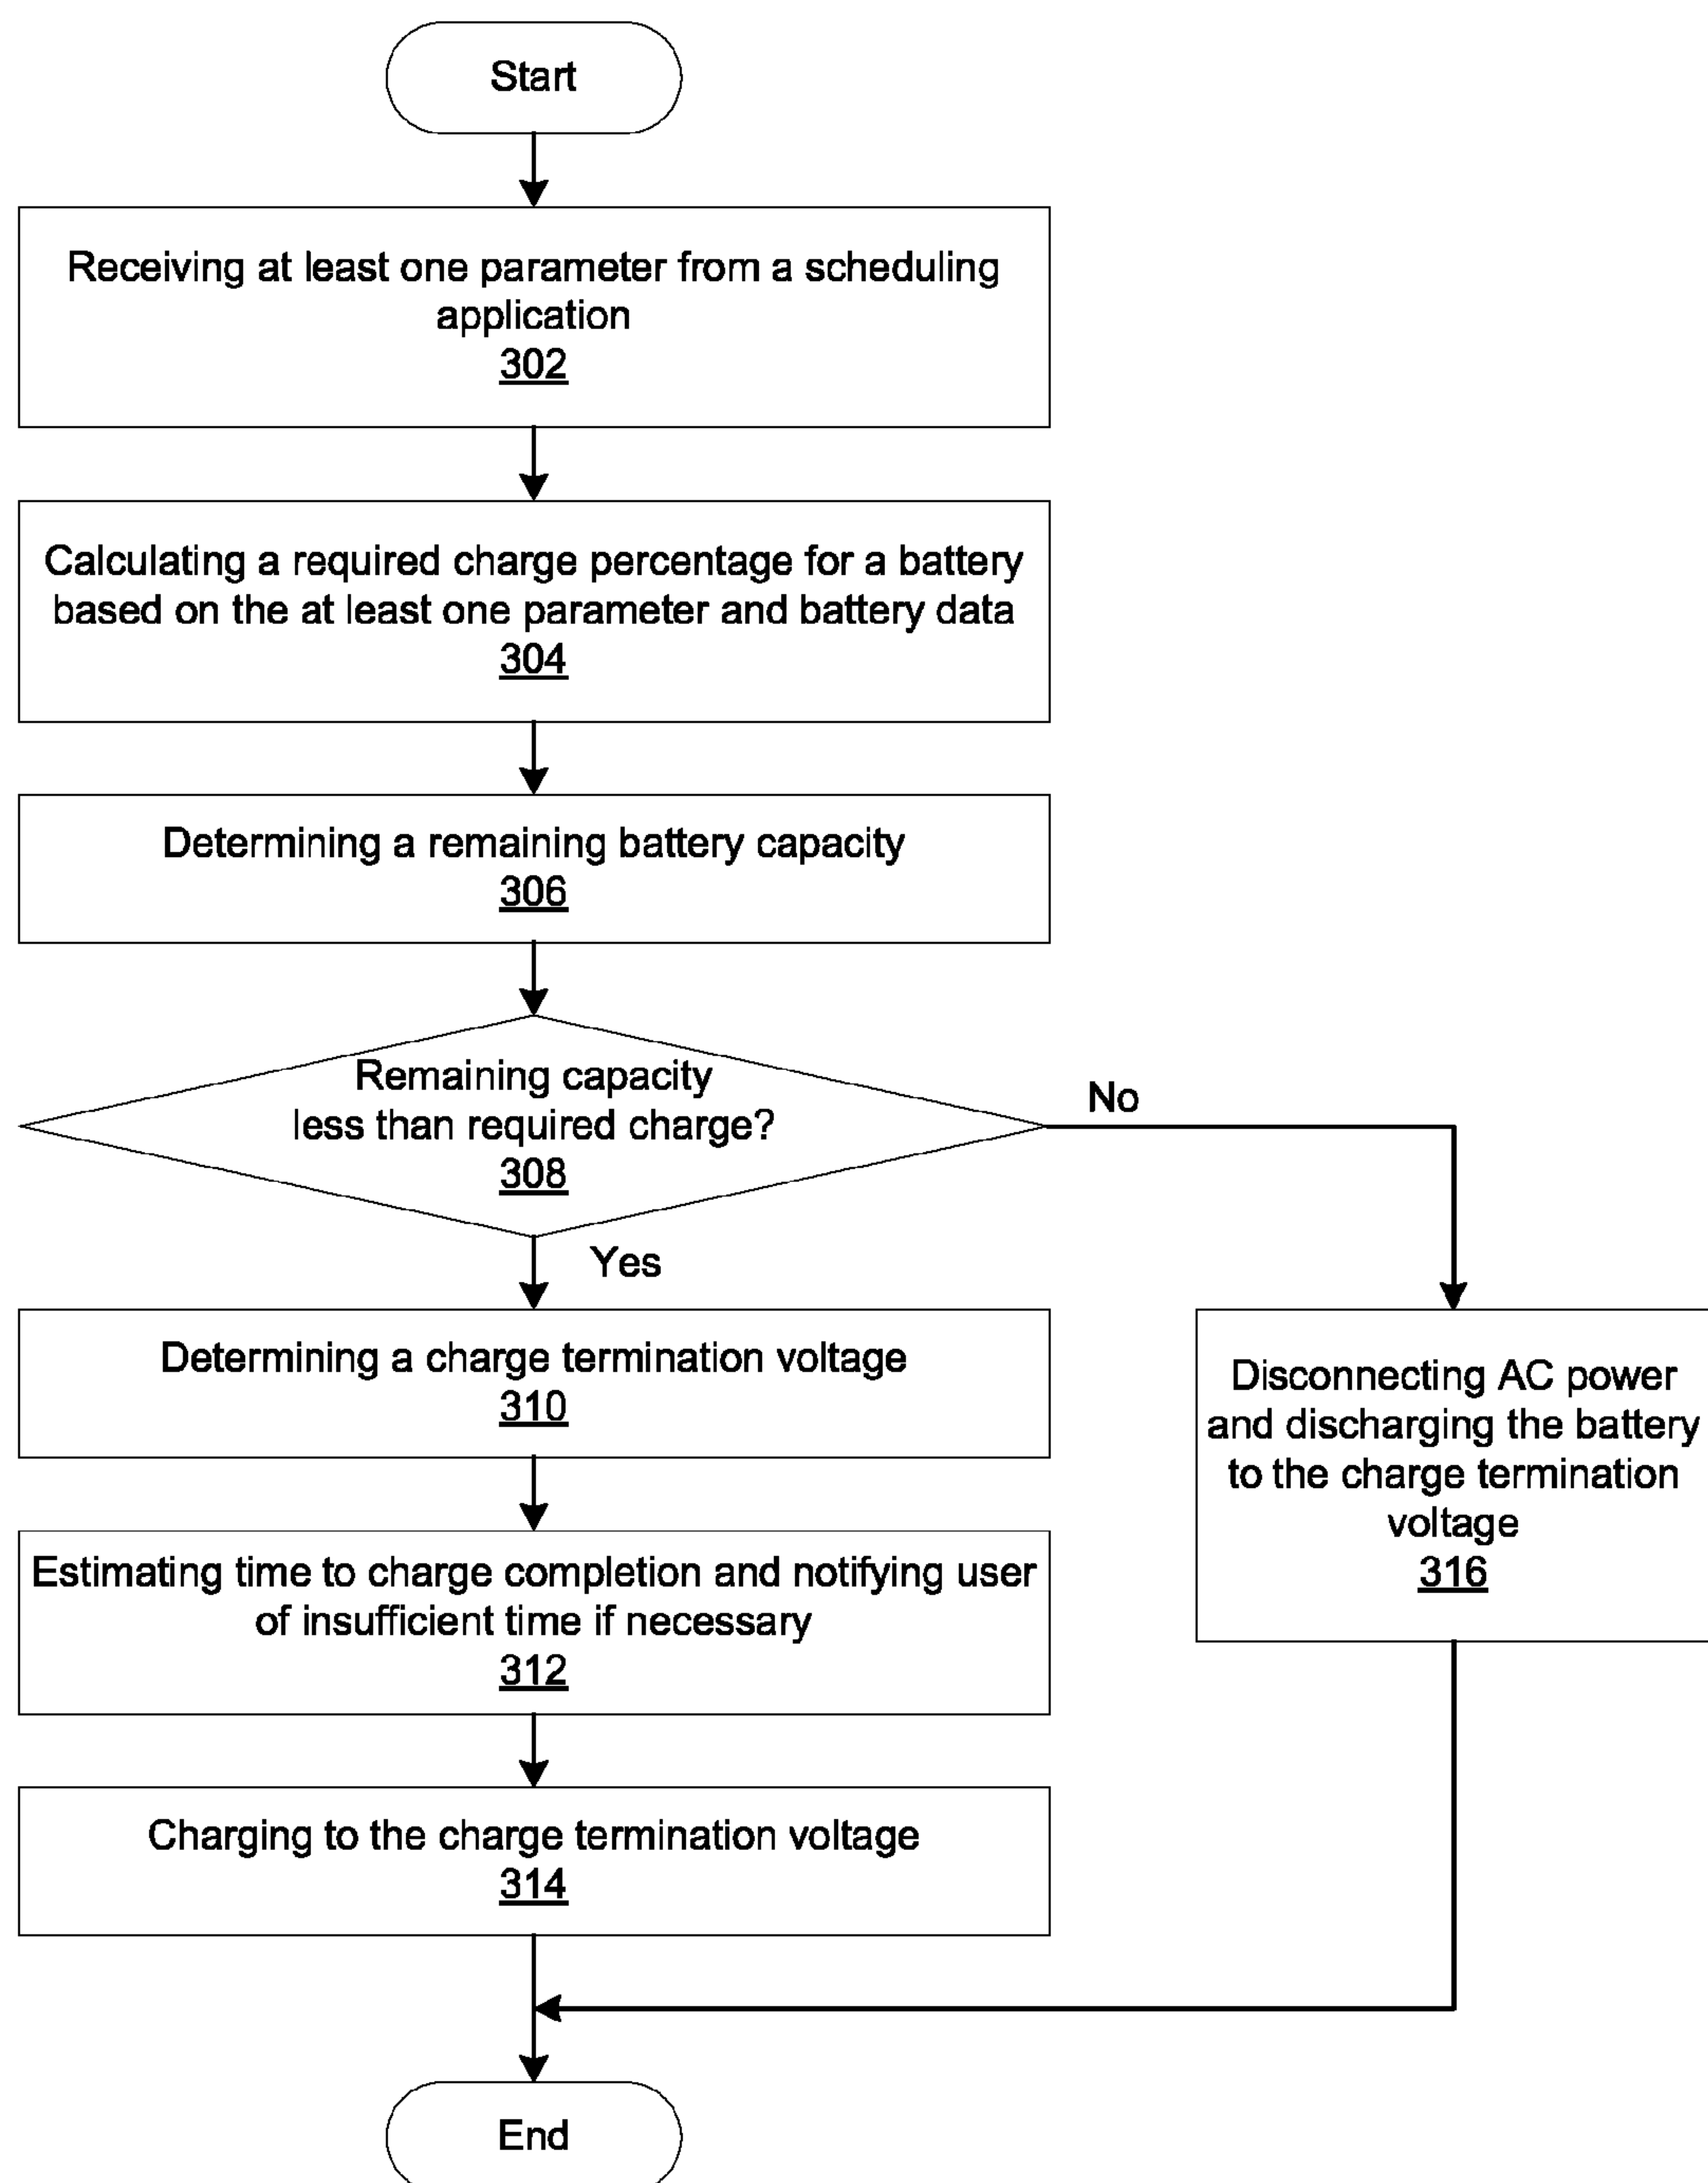 Start
Receiving at least one parameter from a scheduling
application
302
Calculating a required charge percentage for a battery
based on the at least one parameter and battery data
304
Determining a remaining battery capacity
306
Remaining capacity
less than required charge?
308
No
Yes
Determining a charge termination voltage
310
Estimating time to charge completion and notifying user
of insufficient time if necessary
312
Charging to the charge termination voltage
314
Disconnecting AC power
and discharging the battery
to the charge termination
voltage
316
End